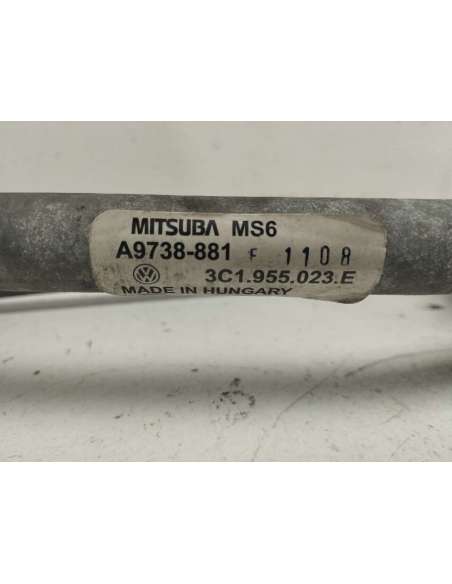 MITSUBA MS6
A9738-881 F 1108
3C1.955.023.E
MADE IN HUNGARY